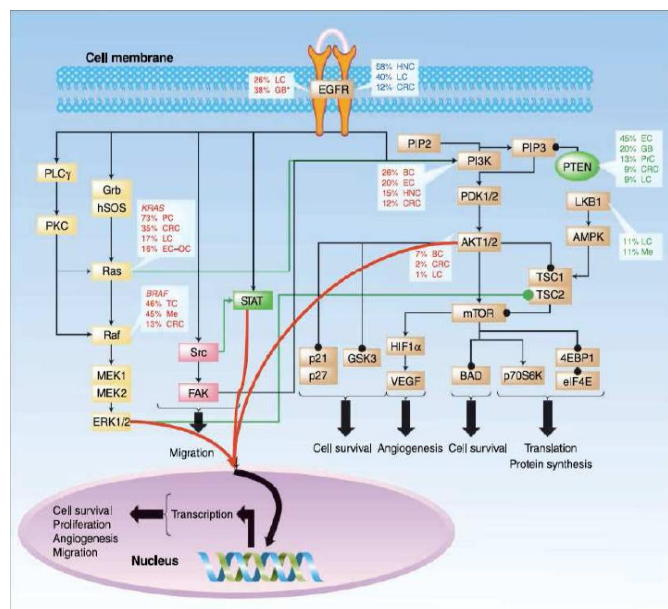 Cell membrane
26% LC
38% GB*
EGFR
58% HNC
40% LC
12% CRC
PIP2
PIP3
PI3K
PTEN
45% EC
20% GB
13% PrC
9% CRC
9% LC
PLCγ
Grb
hSOS
PKC
KRAS
73% PC
35% CRC
17% LC
16% EC–OC
26% BC
20% EC
15% HNC
12% CRC
PDK1/2
LKB1
11% LC
11% Me
AMPK
AKT1/2
7% BC
2% CRC
1% LC
Ras
STAT
TSC1
TSC2
BRAF
46% TC
45% Me
13% CRC
mTOR
Raf
Src
p21
p27
GSK3
HIF1α
4EBP1
MEK1
MEK2
FAK
VEGF
BAD
p70S6K
eIF4E
ERK1/2
Migration
Cell survival
Angiogenesis
Cell survival
Translation
Protein synthesis
Cell survival
Proliferation
Angiogenesis
Migration
Transcription
Nucleus